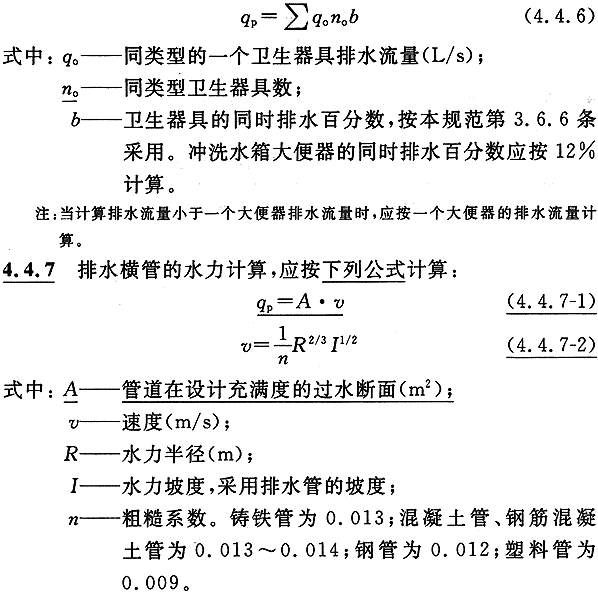 qₚ=∑qₒnₒb (4.4.6)
式中：qₒ——同类型的一个卫生器具排水流量(L/s)；
nₒ——同类型卫生器具数；
b——卫生器具的同时排水百分数,按本规范第 3.6.6 条
采用。冲洗水箱大便器的同时排水百分数应按 12%
计算。
注:当计算排水流量小于一个大便器排水流量时,应按一个大便器的排水流量计
算。
4.4.7 排水横管的水力计算,应按下列公式计算：
qₚ=A·v (4.4.7-1)
v=1/n R^{2/3} I^{1/2} (4.4.7-2)
式中：A——管道在设计充满度的过水断面(m²)；
v——速度(m/s)；
R——水力半径(m)；
I——水力坡度,采用排水管的坡度；
n——粗糙系数。铸铁管为 0.013；混凝土管、钢筋混凝
土管为 0.013～0.014；钢管为 0.012；塑料管为
0.009。